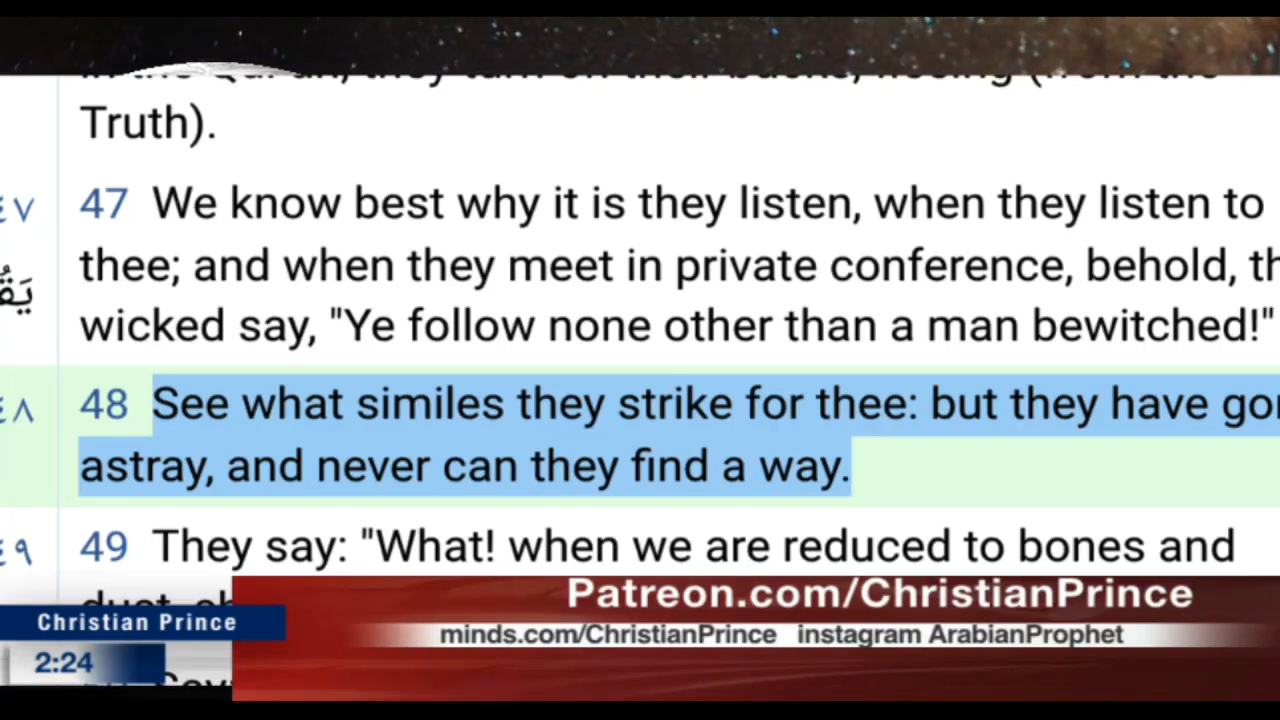 Truth).
٤٧ 47 We know best why it is they listen, when they listen to
thee; and when they meet in private conference, behold,
wicked say, "Ye follow none other than a man bewitched!"
٤٨ 48 See what similes they strike for thee: but they have
astray, and never can they find a way.
٤٩ 49 They say: "What! when we are reduced to bones and
Patreon.com/ChristianPrince
Christian Prince
minds.com/ChristianPrince instagram ArabianProphet
2:24